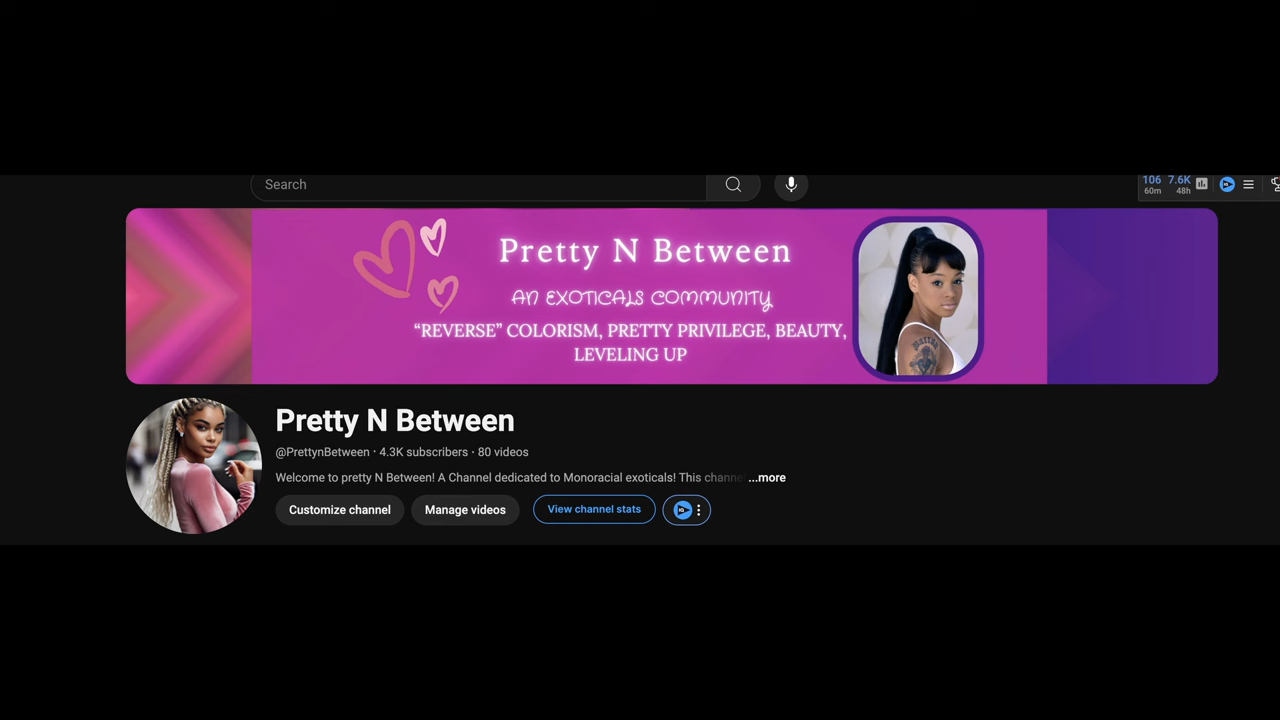 Search
106 7.6K
60m 48h
Pretty N Between
AN EXOTICALS COMMUNITY
“REVERSE” COLORISM, PRETTY PRIVILEGE, BEAUTY,
LEVELING UP
Pretty N Between
@PrettynBetween · 4.3K subscribers · 80 videos
Welcome to pretty N Between! A Channel dedicated to Monoracial exoticals! This channe ...more
Customize channel
Manage videos
View channel stats